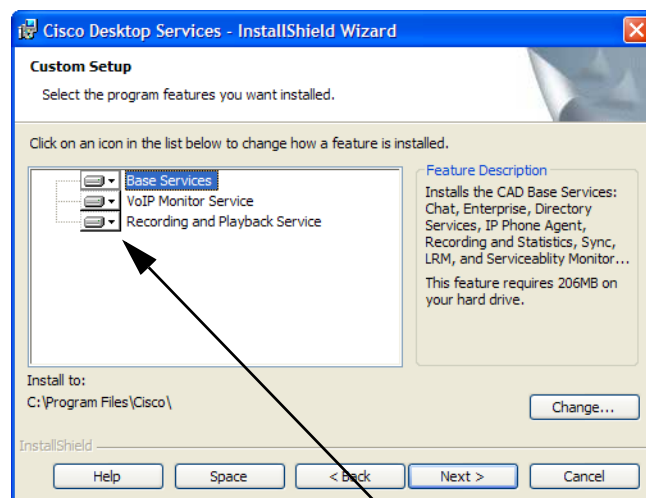 Cisco Desktop Services - InstallShield Wizard
Custom Setup
Select the program features you want installed.
Click on an icon in the list below to change how a feature is installed.
Base Services
VoIP Monitor Service
Recording and Playback Service
Feature Description
Installs the CAD Base Services:
Chat, Enterprise, Directory
Services, IP Phone Agent,
Recording and Statistics, Sync,
LRM, and Serviceablity Monitor...
This feature requires 206MB on
your hard drive.
Install to:
C:\Program Files\Cisco\
Change...
InstallShield
Help Space < Back Next > Cancel